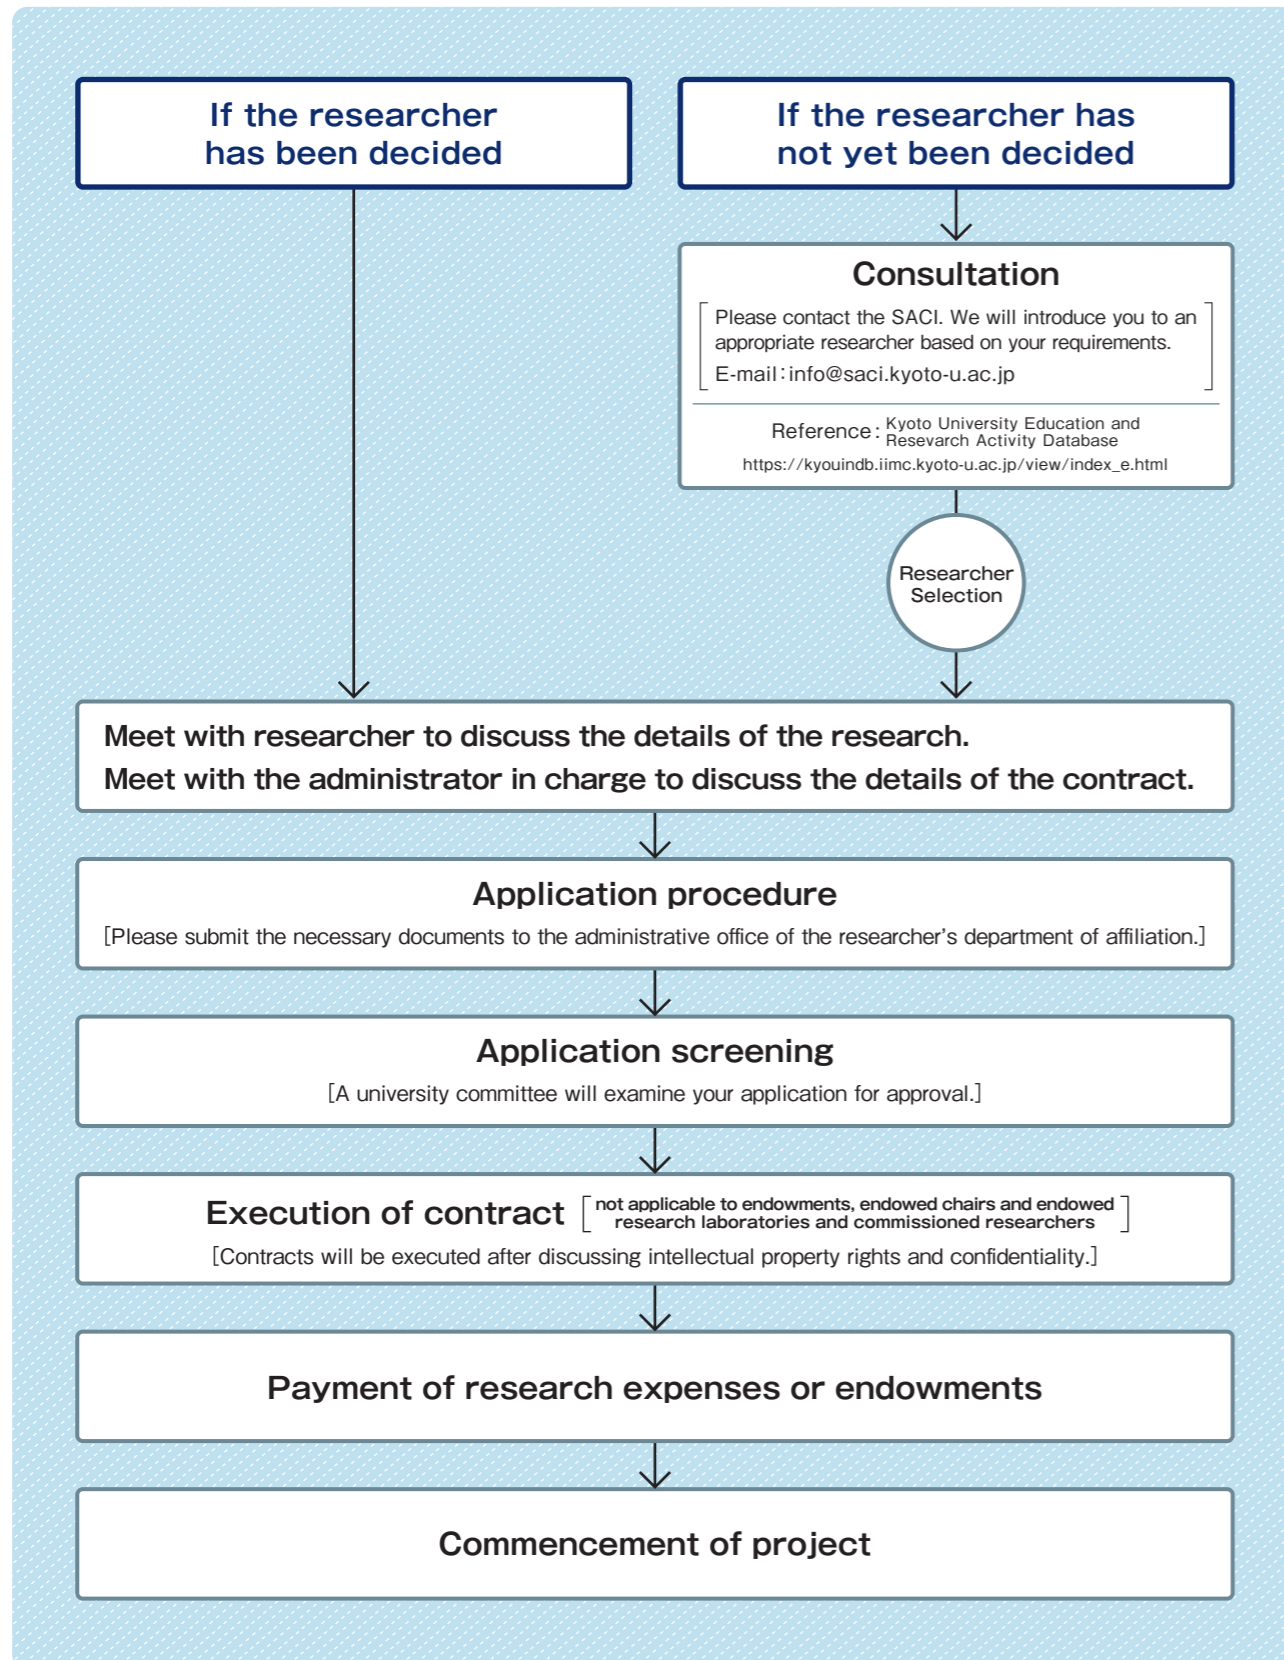 If the researcher
has been decided
If the researcher has
not yet been decided
Consultation
Please contact the SACI. We will introduce you to an
appropriate researcher based on your requirements.
E-mail：info@saci.kyoto-u.ac.jp
Reference： Kyoto University Education and
Resevarch Activity Database
https://kyouindb.iimc.kyoto-u.ac.jp/view/index_e.html
Researcher
Selection
Meet with researcher to discuss the details of the research.
Meet with the administrator in charge to discuss the details of the contract.
Application procedure
[Please submit the necessary documents to the administrative office of the researcher's department of affiliation.]
Application screening
[A university committee will examine your application for approval.]
Execution of contract [not applicable to endowments, endowed chairs and endowed
research laboratories and commissioned researchers]
[Contracts will be executed after discussing intellectual property rights and confidentiality.]
Payment of research expenses or endowments
Commencement of project